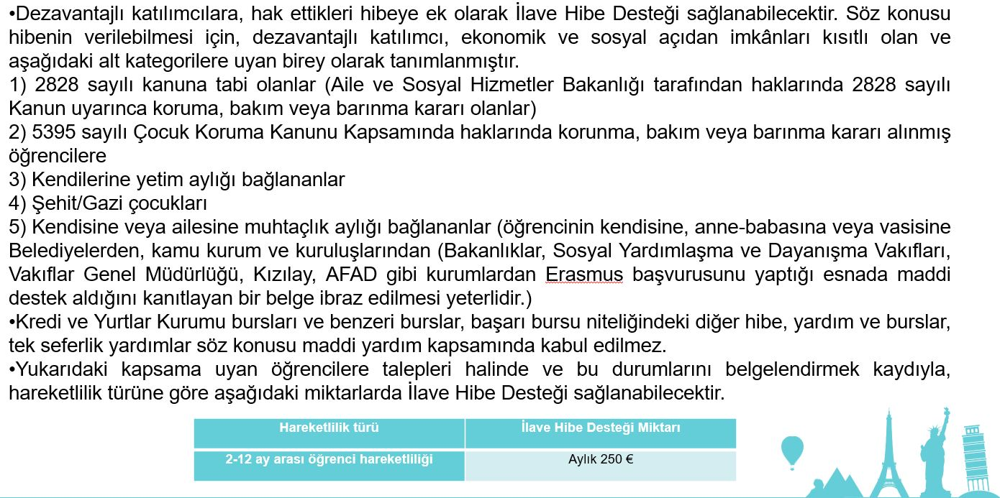 •Dezavantajlı katılımcılara, hak ettikleri hibeye ek olarak İlave Hibe Desteği sağlanabilecektir. Söz konusu
hibenin verilebilmesi için, dezavantajlı katılımcı, ekonomik ve sosyal açıdan imkânları kısıtlı olan ve
aşağıdaki alt kategorilere uyan birey olarak tanımlanmıştır.
1) 2828 sayılı kanuna tabi olanlar (Aile ve Sosyal Hizmetler Bakanlığı tarafından haklarında 2828 sayılı
Kanun uyarınca koruma, bakım veya barınma kararı olanlar)
2) 5395 sayılı Çocuk Koruma Kanunu Kapsamında haklarında korunma, bakım veya barınma kararı alınmış
öğrencilere
3) Kendilerine yetim aylığı bağlananlar
4) Şehit/Gazi çocukları
5) Kendisine veya ailesine muhtaçlık aylığı bağlananlar (öğrencinin kendisine, anne-babasına veya vasisine
Belediyelerden, kamu kurum ve kuruluşlarından (Bakanlıklar, Sosyal Yardımlaşma ve Dayanışma Vakıfları,
Vakıflar Genel Müdürlüğü, Kızılay, AFAD gibi kurumlardan Erasmus başvurusunu yaptığı esnada maddi
destek aldığını kanıtlayan bir belge ibraz edilmesi yeterlidir.)
•Kredi ve Yurtlar Kurumu bursları ve benzeri burslar, başarı bursu niteliğindeki diğer hibe, yardım ve burslar,
tek seferlik yardımlar söz konusu maddi yardım kapsamında kabul edilmez.
•Yukarıdaki kapsama uyan öğrencilere talepleri halinde ve bu durumlarını belgelendirmek kaydıyla,
hareketlilik türüne göre aşağıdaki miktarlarda İlave Hibe Desteği sağlanabilecektir.
Hareketlilik türü İlave Hibe Desteği Miktarı
2-12 ay arası öğrenci hareketliliği Aylık 250 €